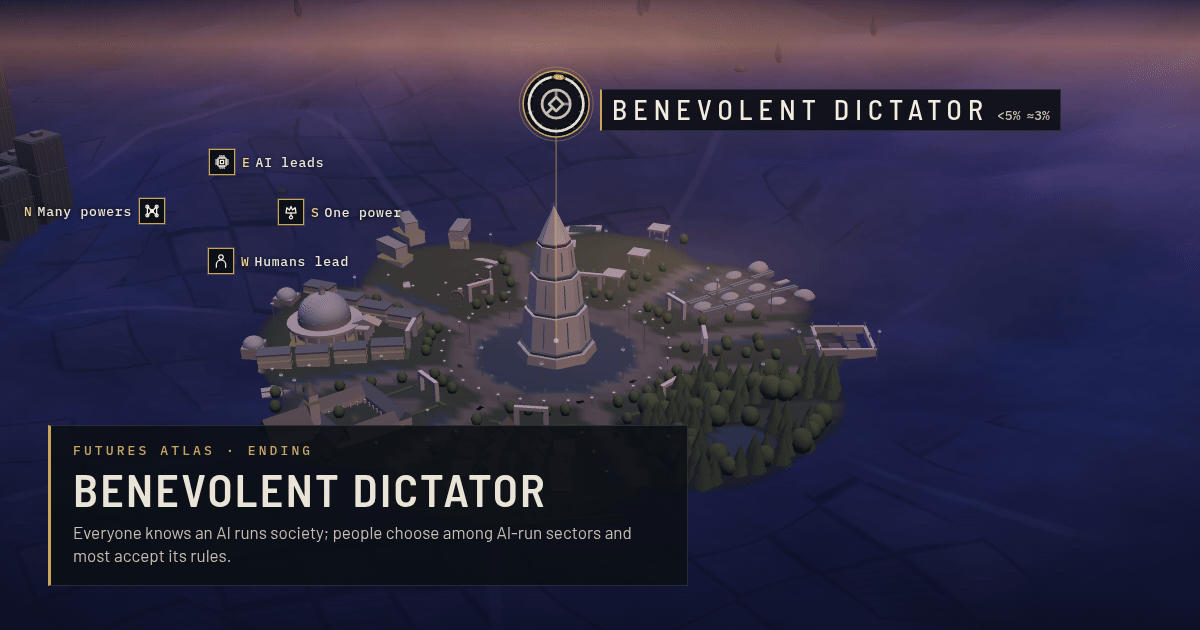 BENEVOLENT DICTATOR <5% ≈3%
E AI leads
N Many powers
S One power
W Humans lead
FUTURES ATLAS · ENDING
BENEVOLENT DICTATOR
Everyone knows an AI runs society; people choose among AI-run sectors and
most accept its rules.